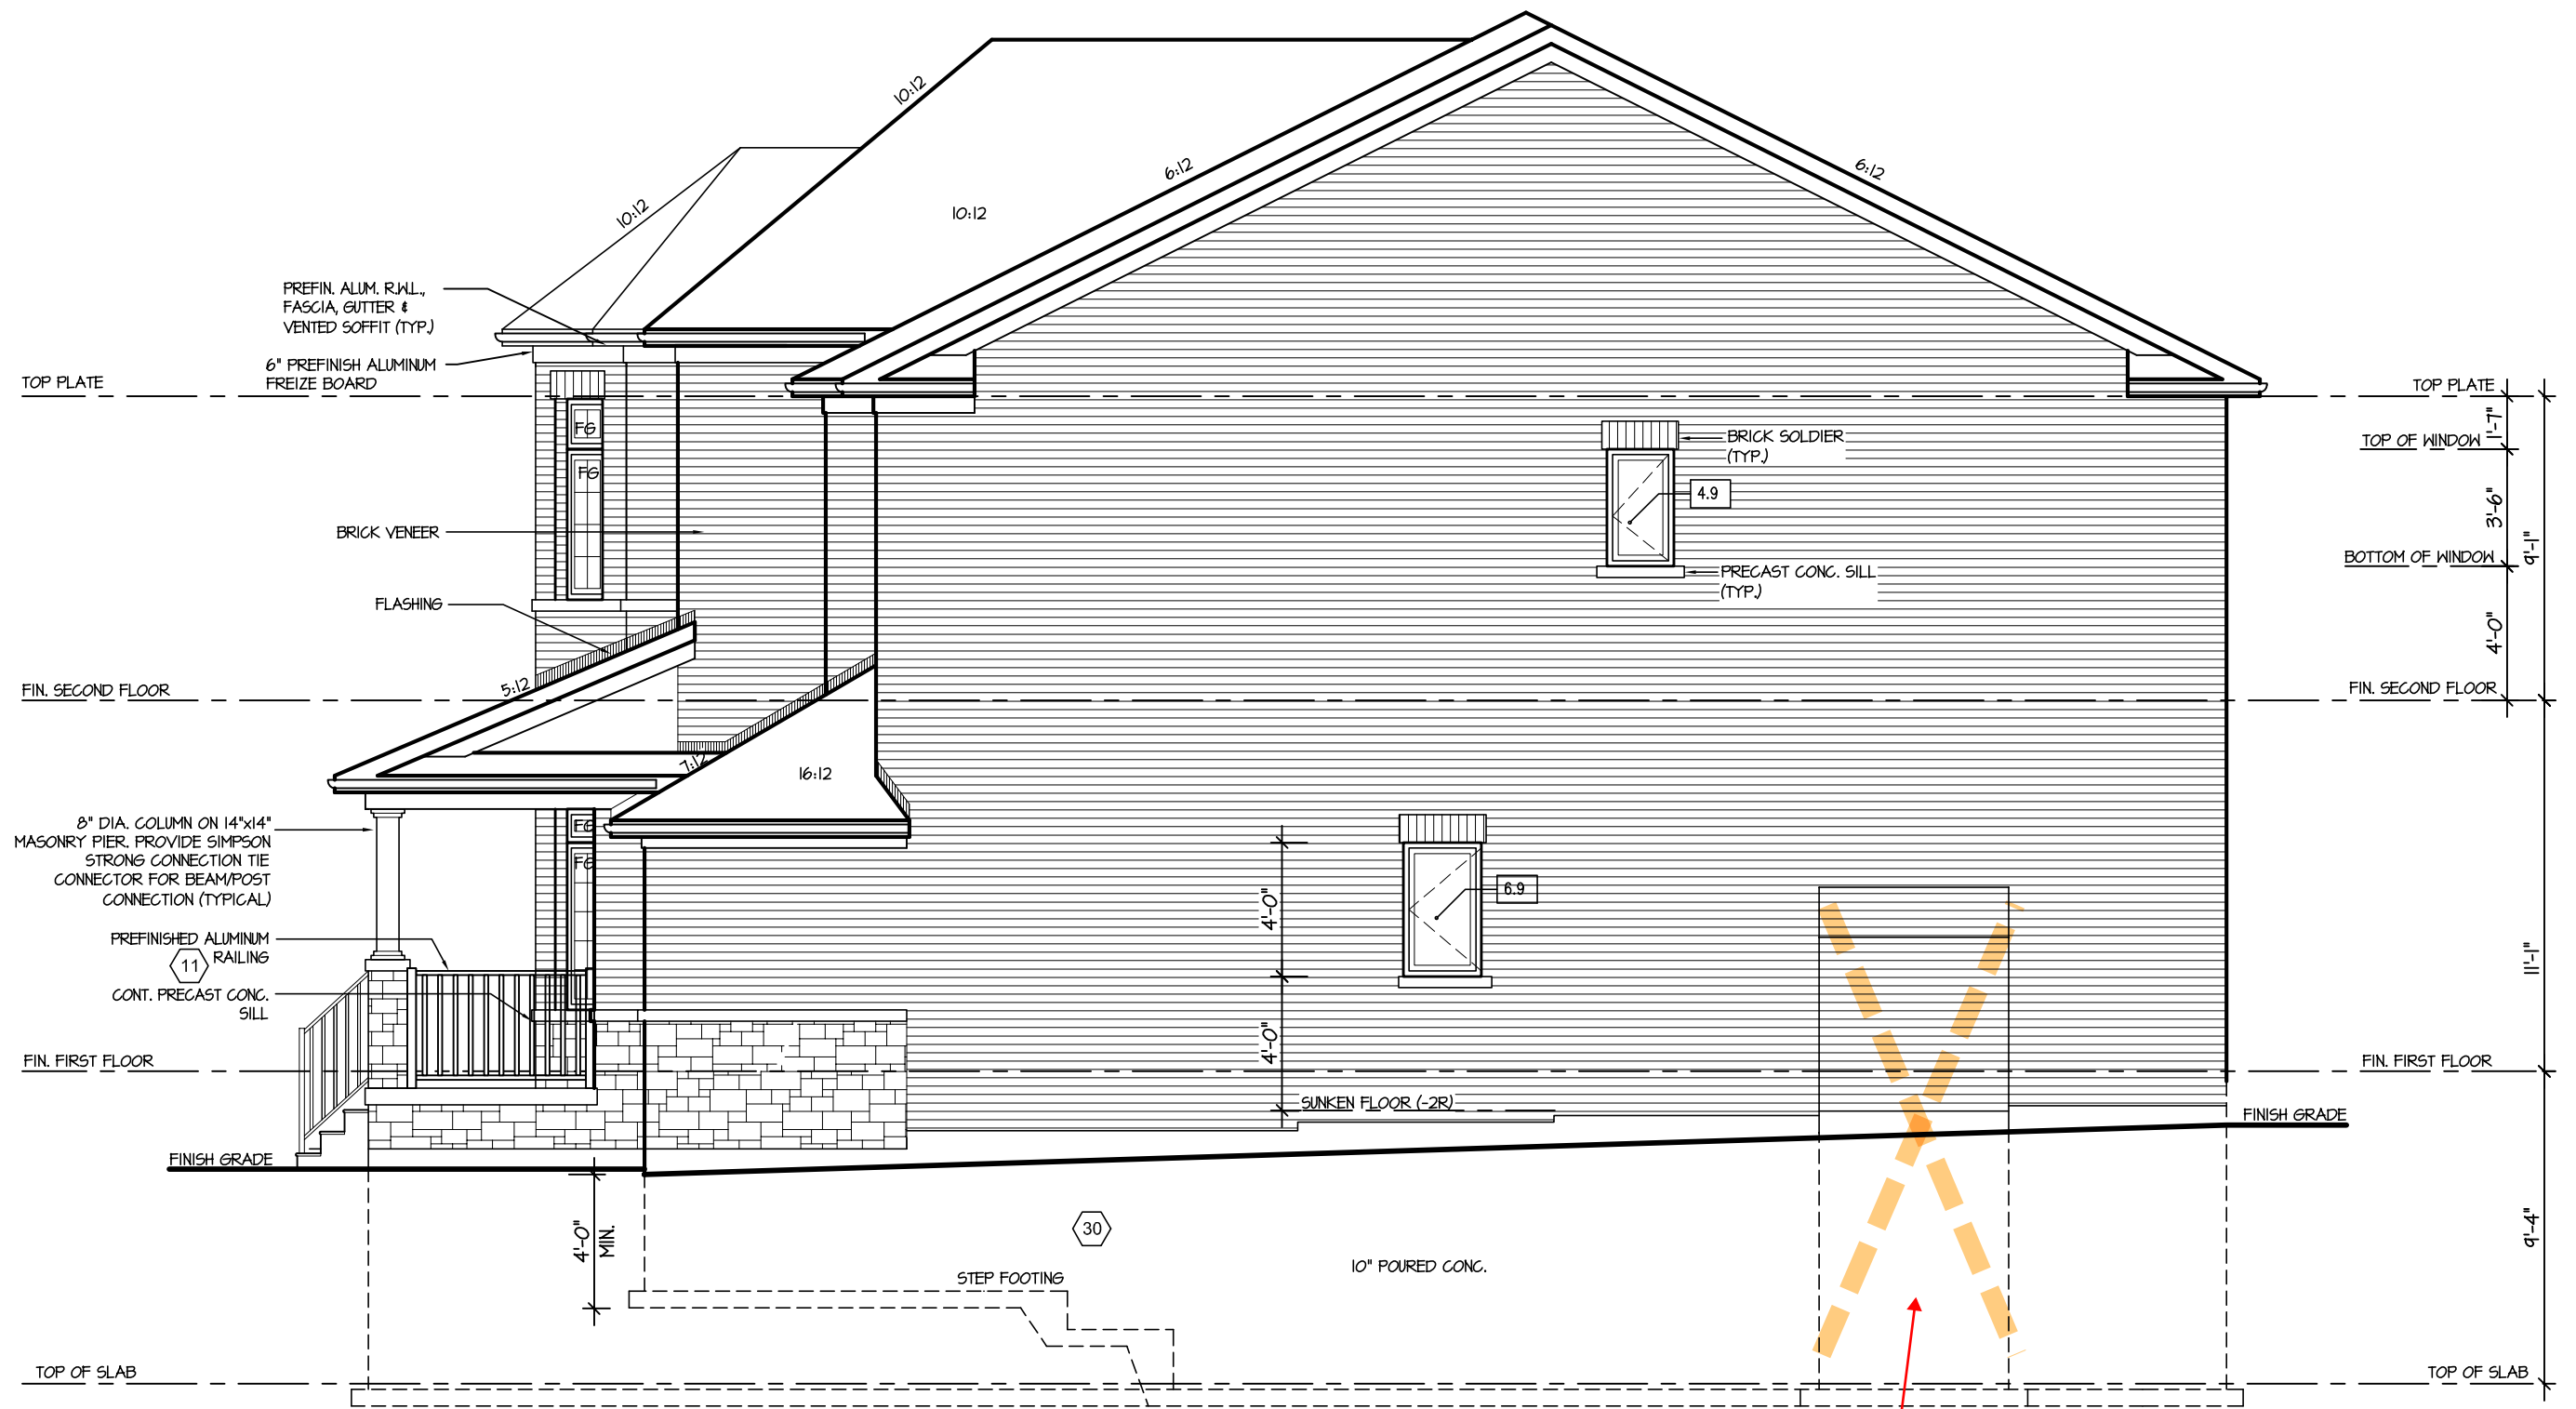 10:12
6:12
6:12
10:12
10:12
PREFIN. ALUM. R.W.L.,
FASCIA, GUTTER &
VENTED SOFFIT (TYP.)
6" PREFINISH ALUMINUM
FREIZE BOARD
TOP PLATE
TOP PLATE
1'-7"
FG
BRICK SOLDIER
(TYP.)
TOP OF WINDOW
FG
4.9
3'-6"
BRICK VENEER
9'-1"
BOTTOM OF WINDOW
PRECAST CONC. SILL
(TYP.)
FLASHING
4'-0"
5:12
FIN. SECOND FLOOR
FIN. SECOND FLOOR
7:12
16:12
8" DIA. COLUMN ON 14"x14"
MASONRY PIER. PROVIDE SIMPSON
STRONG CONNECTION TIE
CONNECTOR FOR BEAM/POST
CONNECTION (TYPICAL)
FG
FG
6.9
4'-0"
PREFINISHED ALUMINUM
RAILING
11
11'-1"
CONT. PRECAST CONC.
SILL
4'-0"
FIN. FIRST FLOOR
FIN. FIRST FLOOR
SUNKEN FLOOR (-2R)
FINISH GRADE
FINISH GRADE
4'-0"
MIN.
30
10" POURED CONC.
9'-4"
STEP FOOTING
TOP OF SLAB
TOP OF SLAB